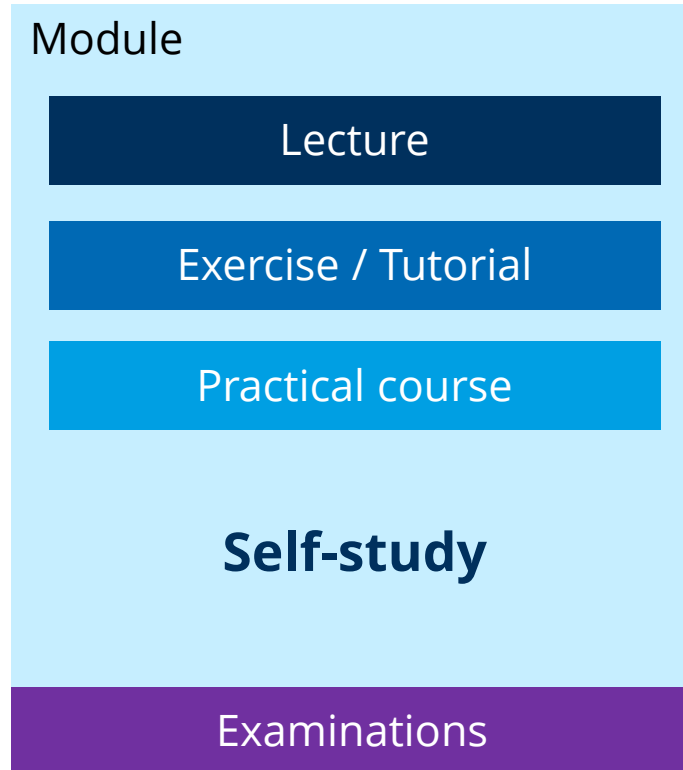 Module
Lecture
Exercise / Tutorial
Practical course
Self-study
Examinations